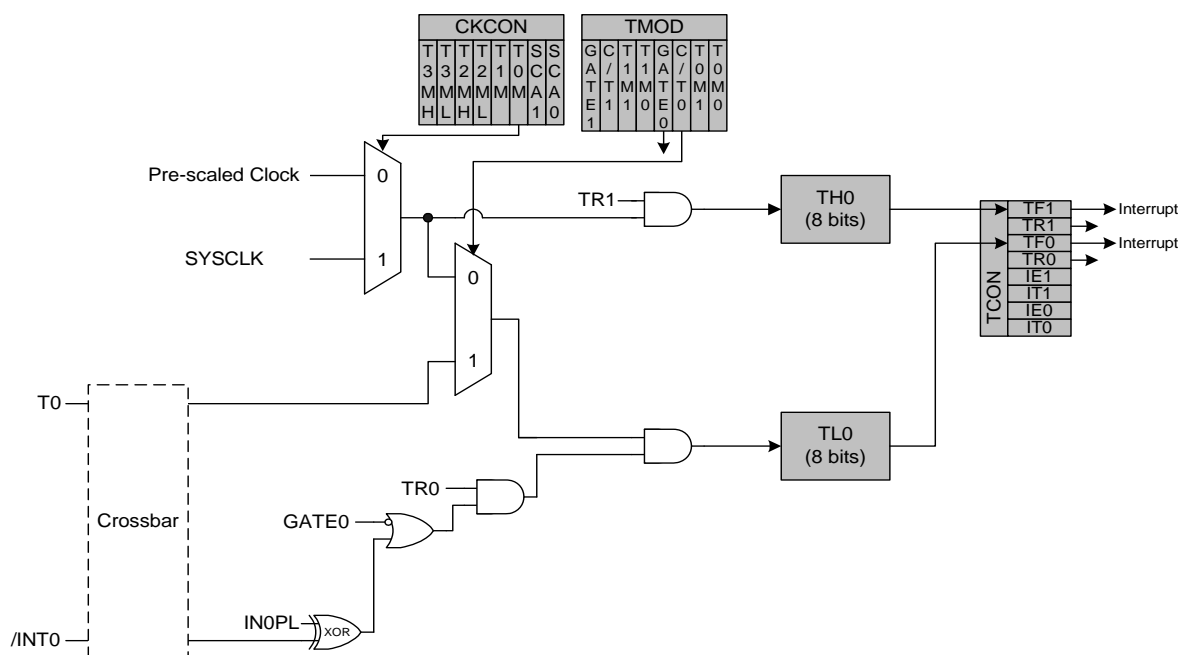 CKCON
T3MH
T3ML
T2MH
T2ML
T1M
T0M
SCA1
SCA0
TMOD
GATE1
C/T1
T1M1
T1M0
GATE0
C/T0
T0M1
T0M0
Pre-scaled Clock
0
SYSCLK
1
TR1
TH0
(8 bits)
TCON
TF1
TR1
TF0
TR0
IE1
IT1
IE0
IT0
Interrupt
Interrupt
0
1
T0
Crossbar
TL0
(8 bits)
TR0
GATE0
IN0PL
XOR
/INT0